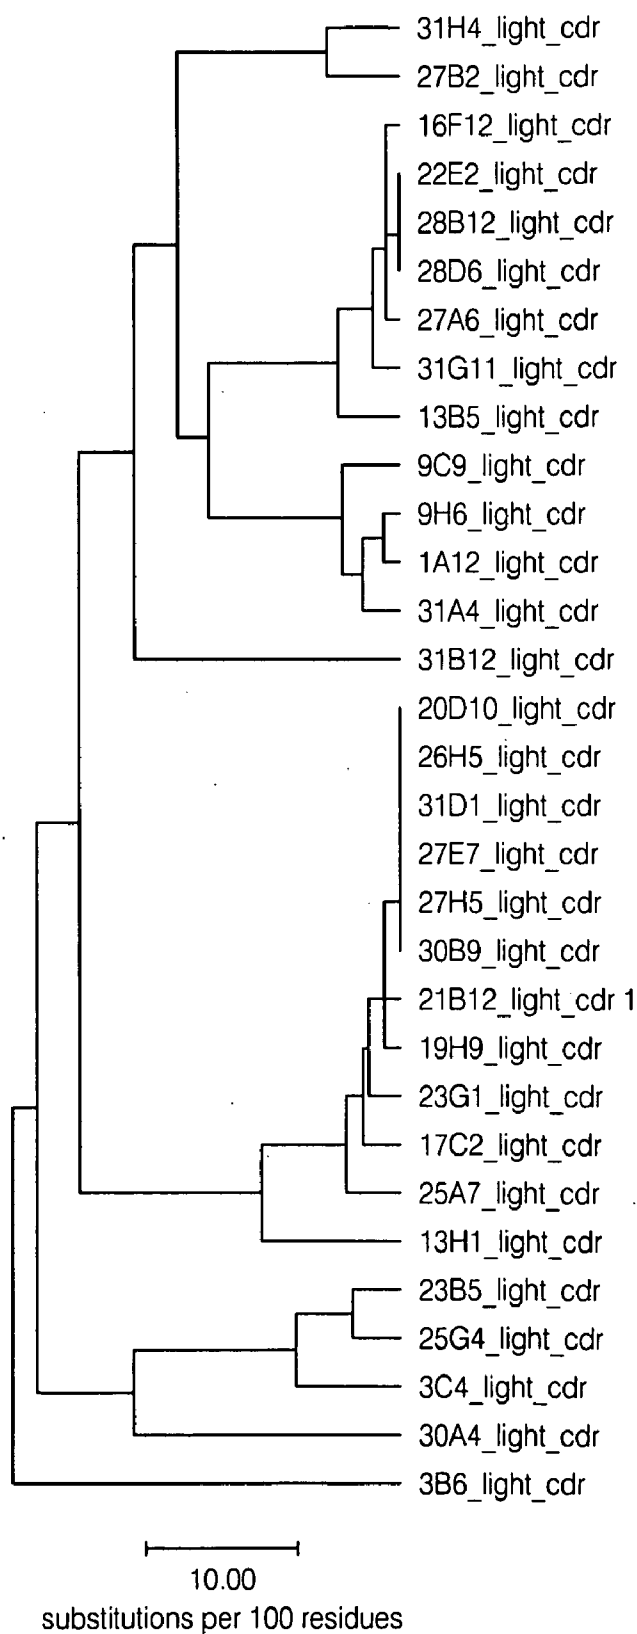 31H4_light_cdr
27B2_light_cdr
16F12_light_cdr
22E2_light_cdr
28B12_light_cdr
28D6_light_cdr
27A6_light_cdr
31G11_light_cdr
13B5_light_cdr
9C9_light_cdr
9H6_light_cdr
1A12_light_cdr
31A4_light_cdr
31B12_light_cdr
20D10_light_cdr
26H5_light_cdr
31D1_light_cdr
27E7_light_cdr
27H5_light_cdr
30B9_light_cdr
21B12_light_cdr 1
19H9_light_cdr
23G1_light_cdr
17C2_light_cdr
25A7_light_cdr
13H1_light_cdr
23B5_light_cdr
25G4_light_cdr
3C4_light_cdr
30A4_light_cdr
3B6_light_cdr
10.00
substitutions per 100 residues